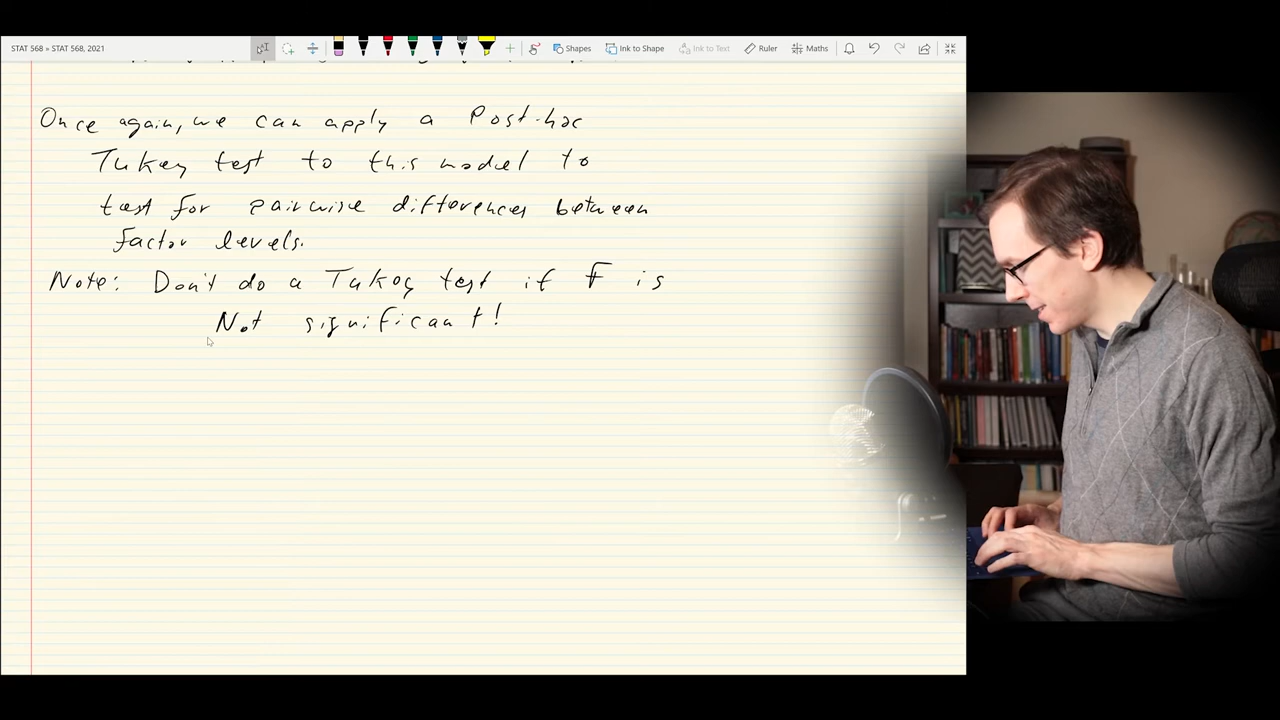 STAT 568 » STAT 568, 2021
Shapes
Ink to Shape
Ink to Text
Ruler
Maths
Once again, we can apply a Post-hoc
Tukey test to this model to
test for pairwise differences between
factor levels.
Note: Don't do a Tukey test if F is
Not significant!